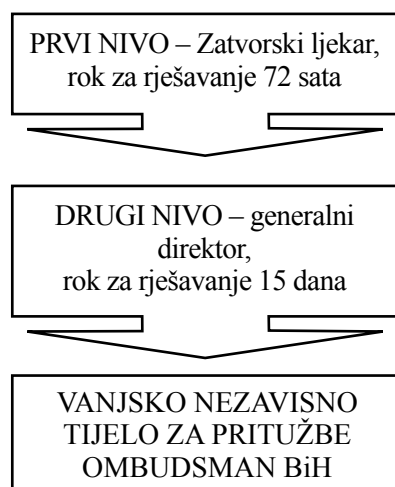 PRVI NIVO – Zatvorski ljekar,
rok za rješavanje 72 sata
DRUGI NIVO – generalni
direktor,
rok za rješavanje 15 dana
VANJSKO NEZAVISNO
TIJELO ZA PRITUŽBE
OMBUDSMAN BiH